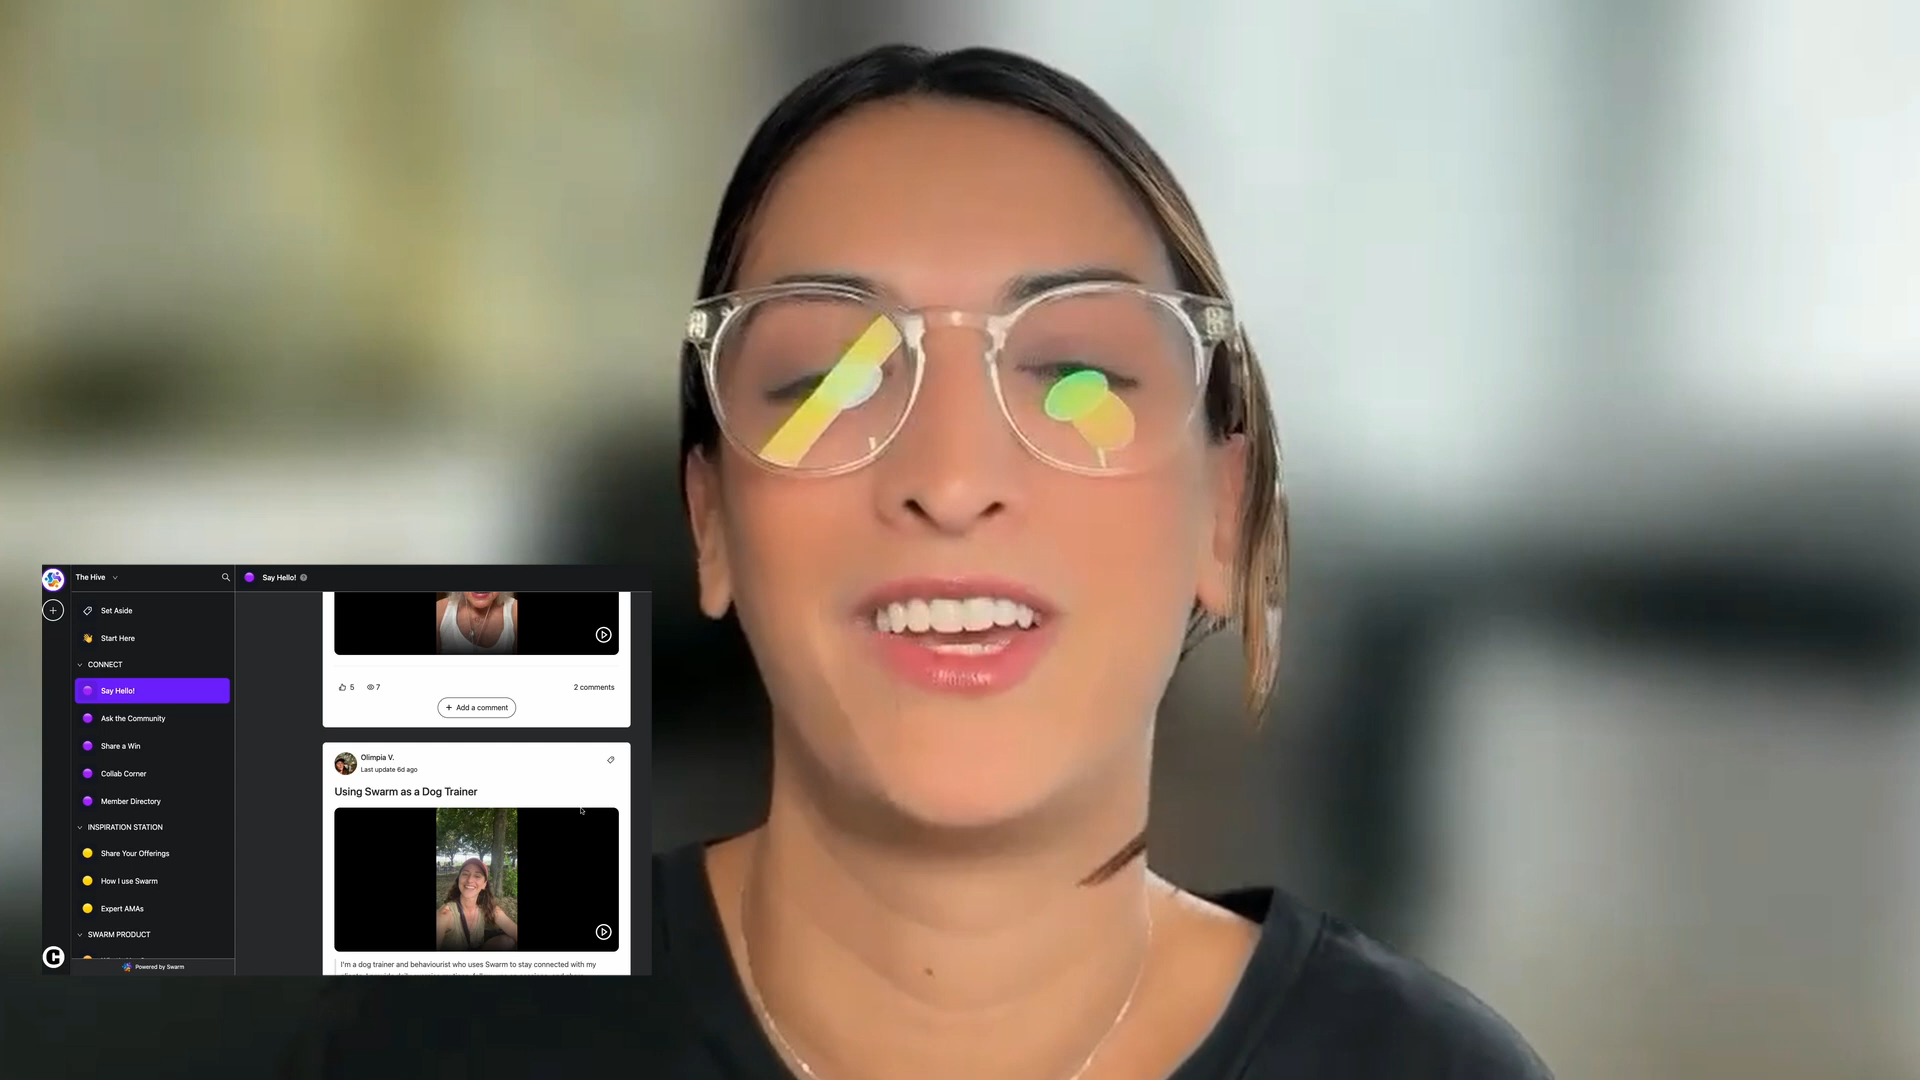 The Hive
Set Aside
Start Here
CONNECT
Say Hello!
Ask the Community
Share a Win
Collab Corner
Member Directory
INSPIRATION STATION
Share Your Offerings
How I use Swarm
Expert AMAs
SWARM PRODUCT
Powered by Swarm
C
Say Hello!
5 7 2 comments
+ Add a comment
Olimpia V.
Last update 6d ago
Using Swarm as a Dog Trainer
I'm a dog trainer and behaviourist who uses Swarm to stay connected with my